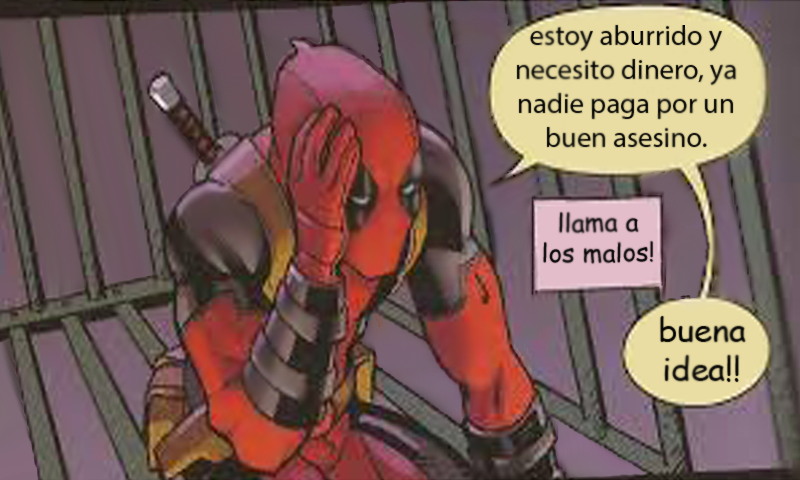 estoy aburrido y
necesito dinero, ya
nadie paga por un
buen asesino.
llama a
los malos!
buena
idea!!